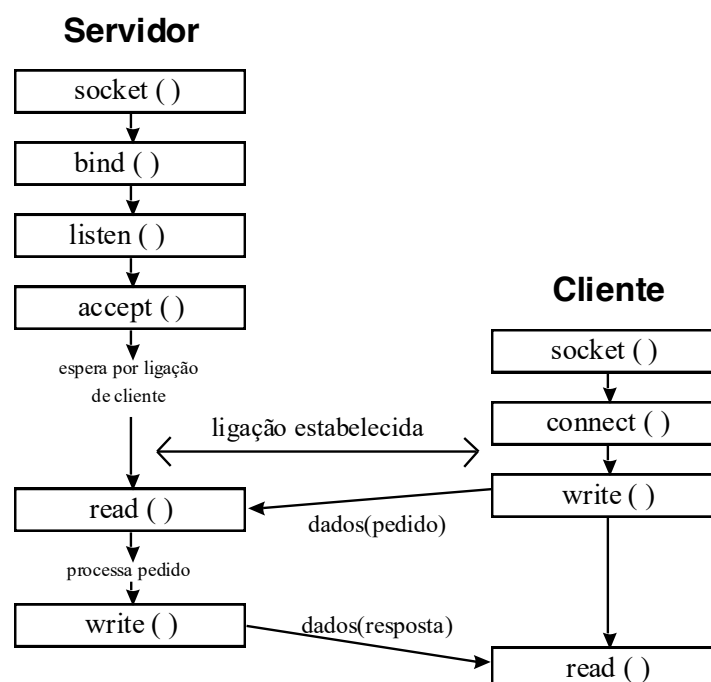 Servidor
socket ( )
bind ( )
listen ( )
accept ( )
espera por ligação
de cliente
Cliente
socket ( )
connect ( )
ligação estabelecida
write ( )
read ( )
dados(pedido)
processa pedido
write ( )
dados(resposta)
read ( )